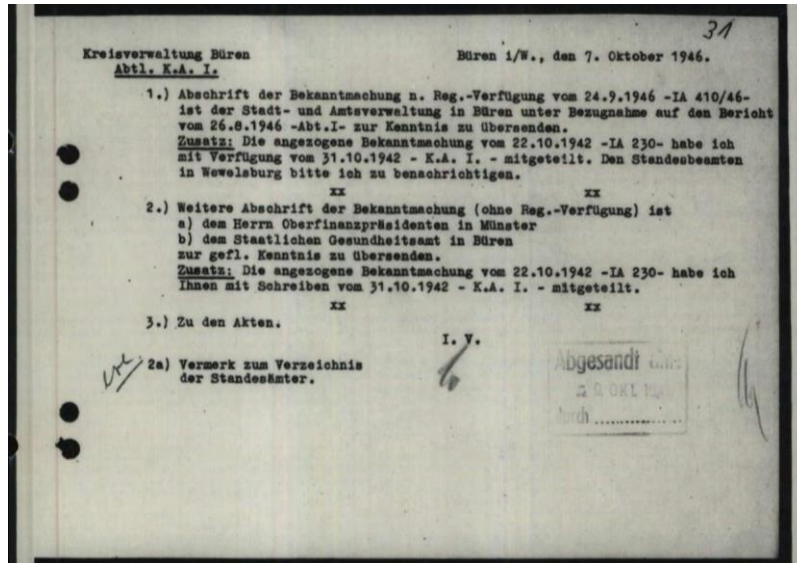 31
Kreisverwaltung Büren
Büren i/W., den 7. Oktober 1946.
Abtl. K.A. I.
1.) Abschrift der Bekanntmachung n. Reg.-Verfügung vom 24.9.1946 -IA 410/46-
ist der Stadt- und Amtsverwaltung in Büren unter Bezugnahme auf den Bericht
vom 26.8.1946 -Abt.I- zur Kenntnis zu übersenden.
Zusatz: Die angezogene Bekanntmachung vom 22.10.1942 -IA 230- habe ich
mit Verfügung vom 31.10.1942 - K.A. I. - mitgeteilt. Den Standesbeamten
in Wewelsburg bitte ich zu benachrichtigen.
xx xx
2.) Weitere Abschrift der Bekanntmachung (ohne Reg.-Verfügung) ist
a) dem Herrn Oberfinanzpräsidenten in Münster
b) dem Staatlichen Gesundheitsamt in Büren
zur gefl. Kenntnis zu übersenden.
Zusatz: Die angezogene Bekanntmachung vom 22.10.1942 -IA 230- habe ich
Ihnen mit Schreiben vom 31.10.1942 - K.A. I. - mitgeteilt.
xx xx
3.) Zu den Akten.
I. V.
2a) Vermerk zum Verzeichnis
der Standesämter.
Abgesandt
OKT.
durch